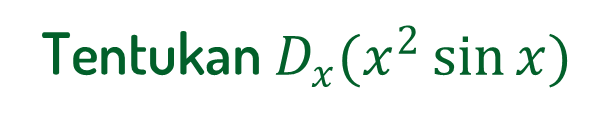 Tentukan $D_x(x^2 \sin x)$